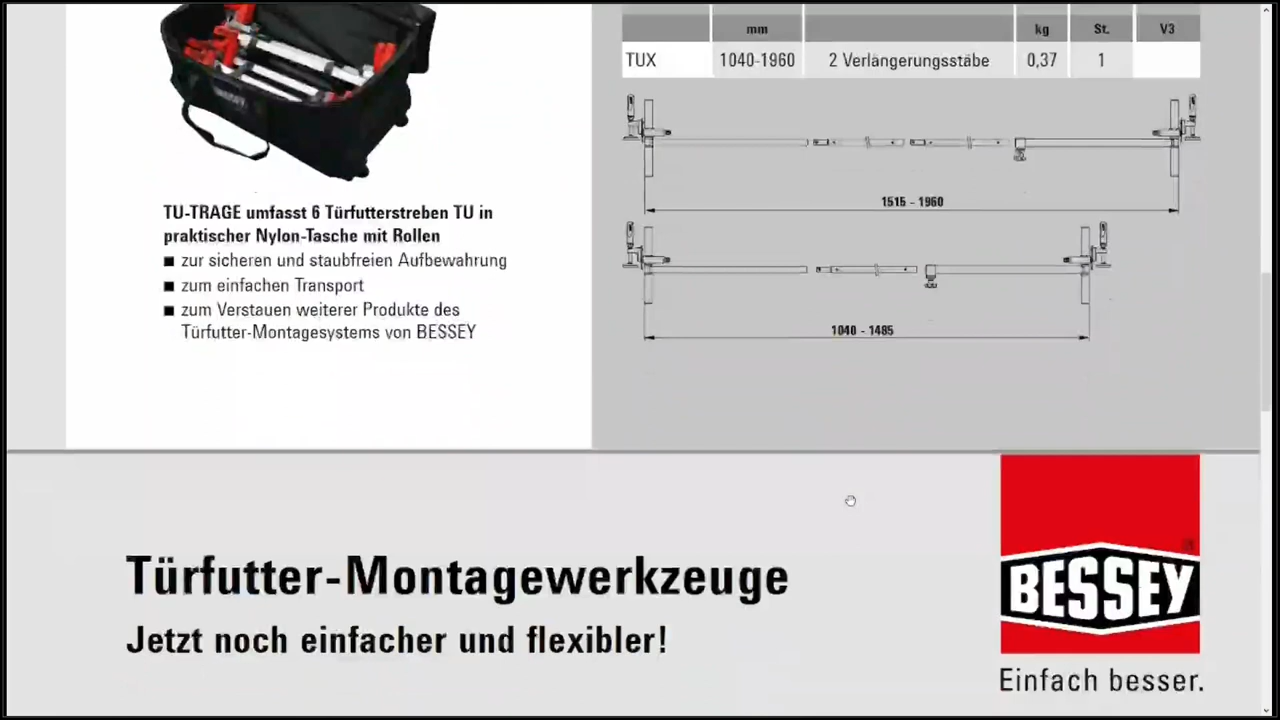 mm kg St. V3
TUX 1040-1960 2 Verlängerungsstäbe 0,37 1
1515 - 1960
1040 - 1485
TU-TRAGE umfasst 6 Türfutterstreben TU in
praktischer Nylon-Tasche mit Rollen
■ zur sicheren und staubfreien Aufbewahrung
■ zum einfachen Transport
■ zum Verstauen weiterer Produkte des
Türfutter-Montagesystems von BESSEY
Türfutter-Montagewerkzeuge
Jetzt noch einfacher und flexibler!
BESSEY
®
Einfach besser.